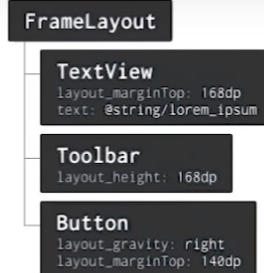 FrameLayout
TextView
layout_marginTop: 168dp
text: @string/lorem_ipsum
Toolbar
layout_height: 168dp
Button
layout_gravity: right
layout_marginTop: 140dp